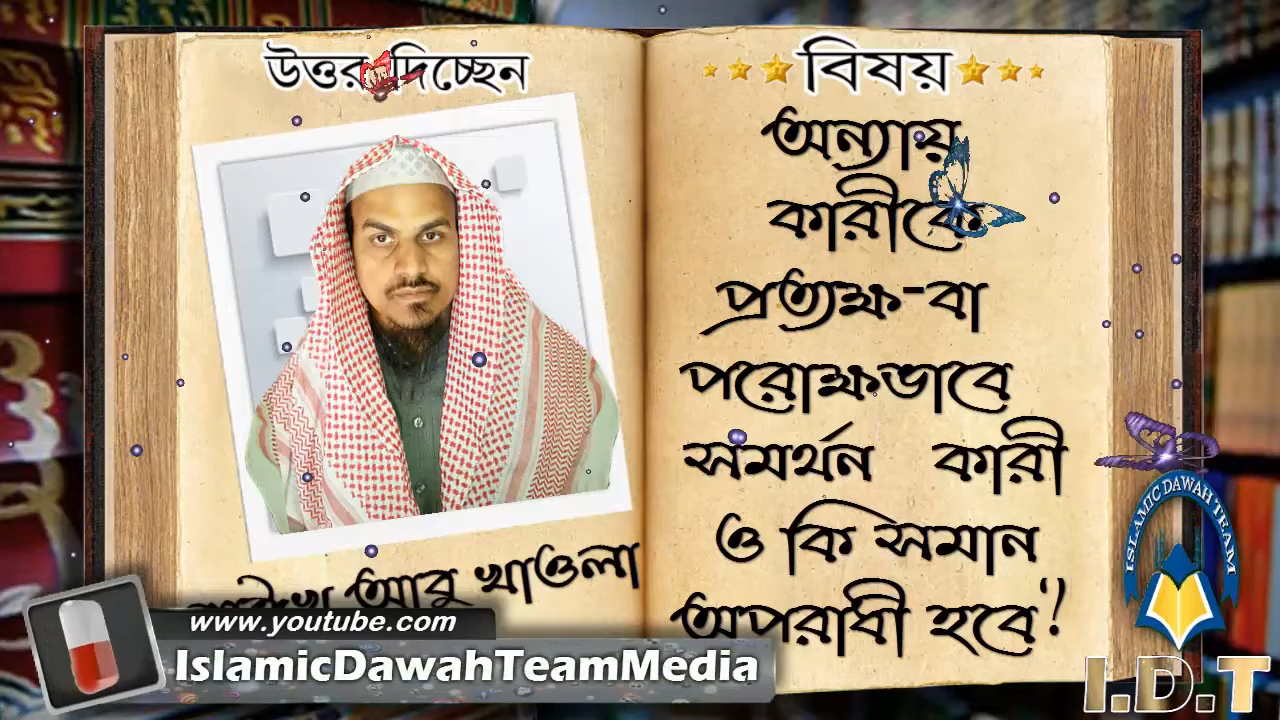 উত্তর দিচ্ছেন
আবু খাওলা
www.youtube.com
IslamicDawahTeamMedia
বিষয়
অন্যায়
কারীকে
প্রত্যক্ষ-বা
পরোক্ষভাবে
সমর্থন কারী
ও কি সমান
অপরাধী হবে?
ISLAMIC DAWAH TEAM
I.D.T